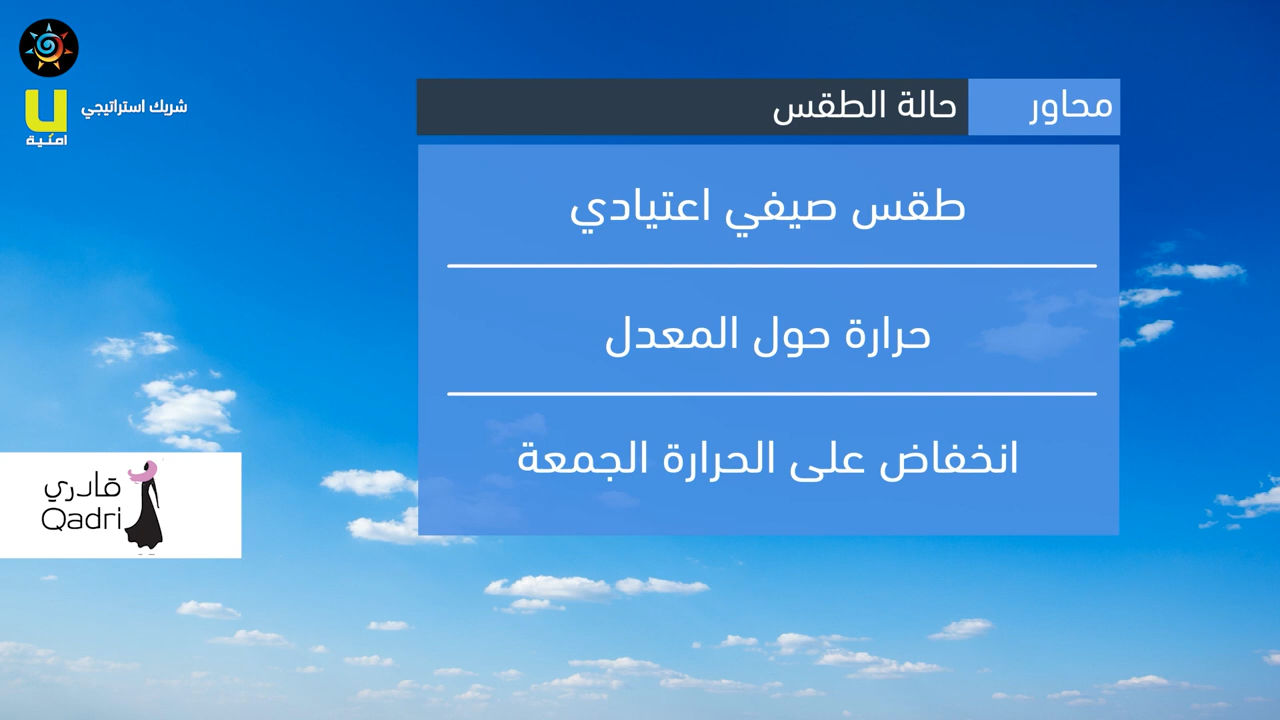 شريك استراتيجي
امنية
محاور حالة الطقس
طقس صيفي اعتيادي
حرارة حول المعدل
انخفاض على الحرارة الجمعة
قادري
Qadri